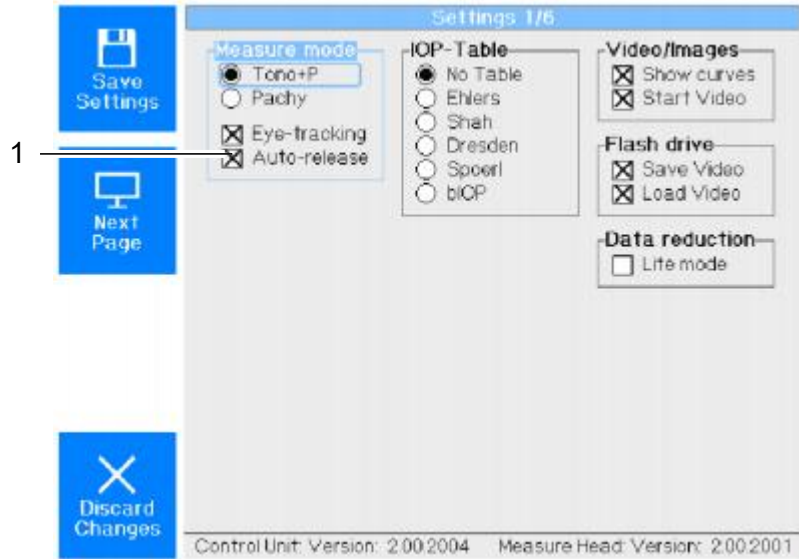 Settings 1/6
Save
Settings
1
Next
Page
Discard
Changes
Measure mode
Tono+P
Pachy
Eye-tracking
Auto-release
IOP-Table
No Table
Ehlers
Shah
Dresden
Spoerl
bIOP
Video/Images
Show curves
Start Video
Flash drive
Save Video
Load Video
Data reduction
Lite mode
Control Unit: Version: 2.00.2004 Measure Head: Version: 2.00.2001